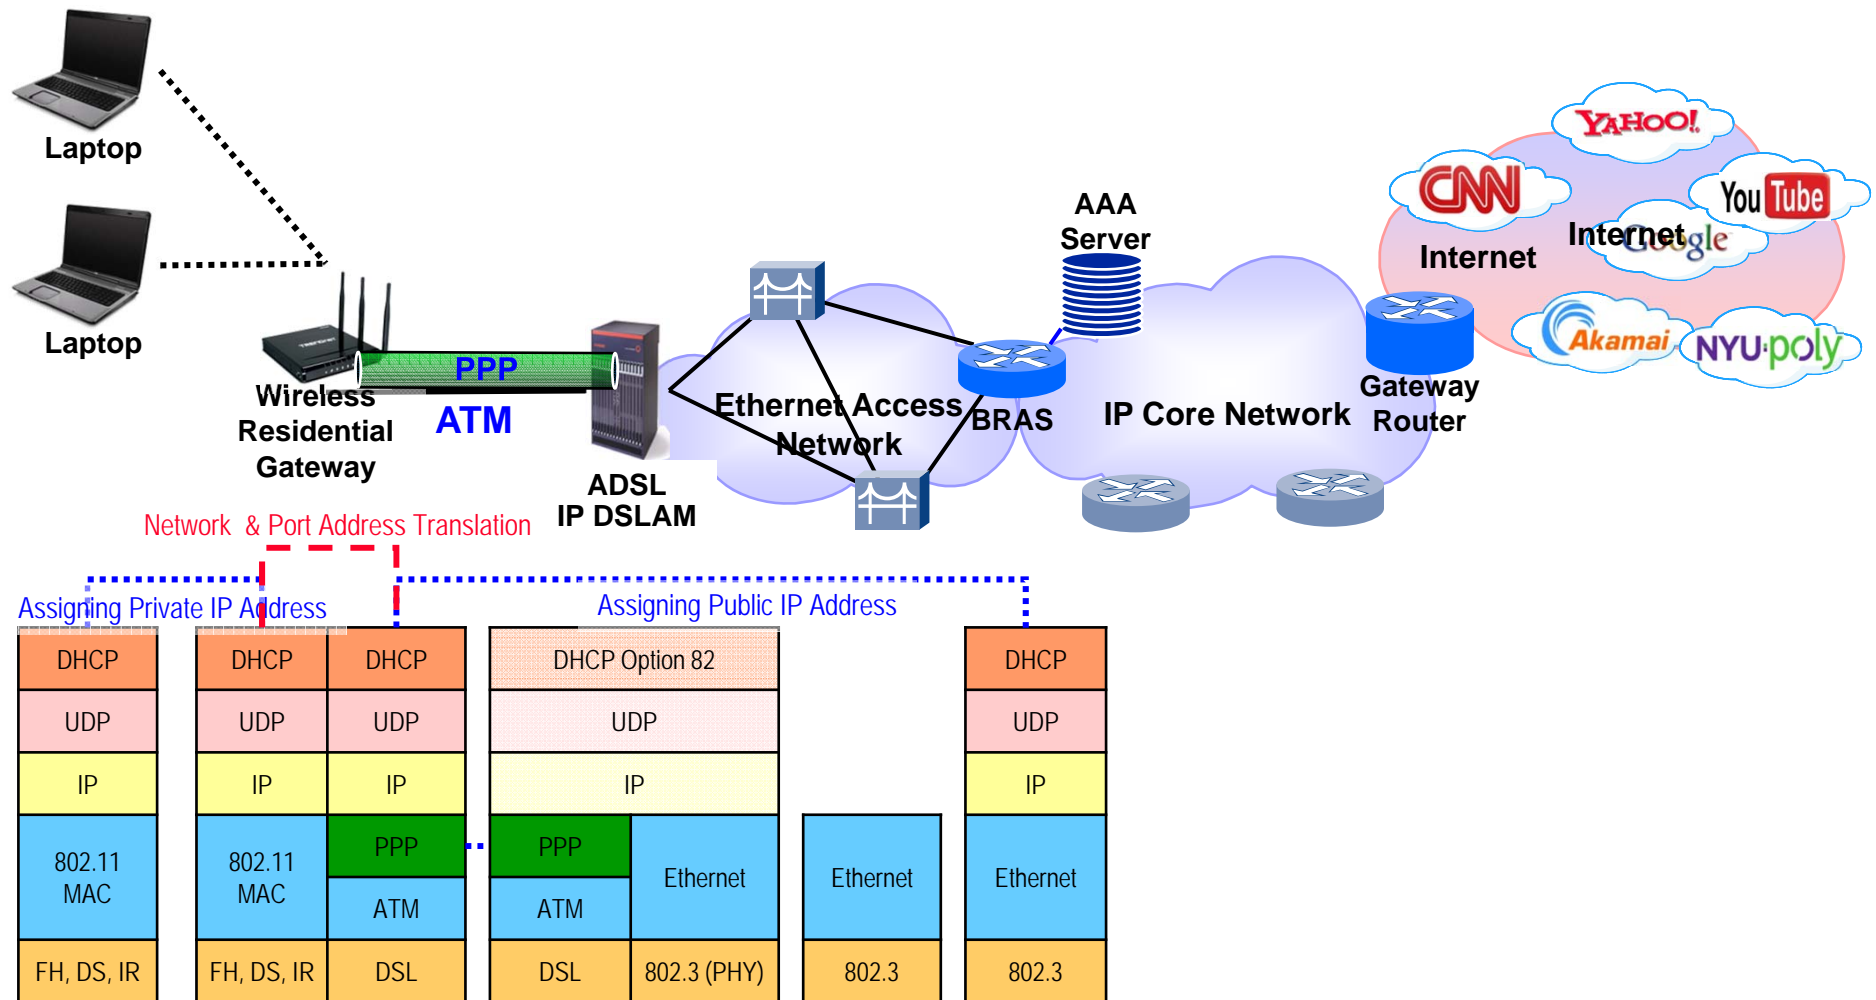 Laptop
Laptop
Wireless
Residential
Gateway
TRENDNET
PPP
ATM
ADSL
IP DSLAM
Ethernet Access
Network
BRAS
AAA
Server
IP Core Network
Gateway
Router
Internet
Internet
YAHOO!
CNN
You Tube
Google
Akamai
NYU:poly
Network & Port Address Translation
Assigning Private IP Address
Assigning Public IP Address
DHCP
DHCP
DHCP
DHCP Option 82
DHCP
UDP
UDP
UDP
UDP
UDP
IP
IP
IP
IP
IP
802.11
MAC
802.11
MAC
PPP
PPP
ATM
ATM
Ethernet
Ethernet
Ethernet
FH, DS, IR
FH, DS, IR
DSL
DSL
802.3 (PHY)
802.3
802.3